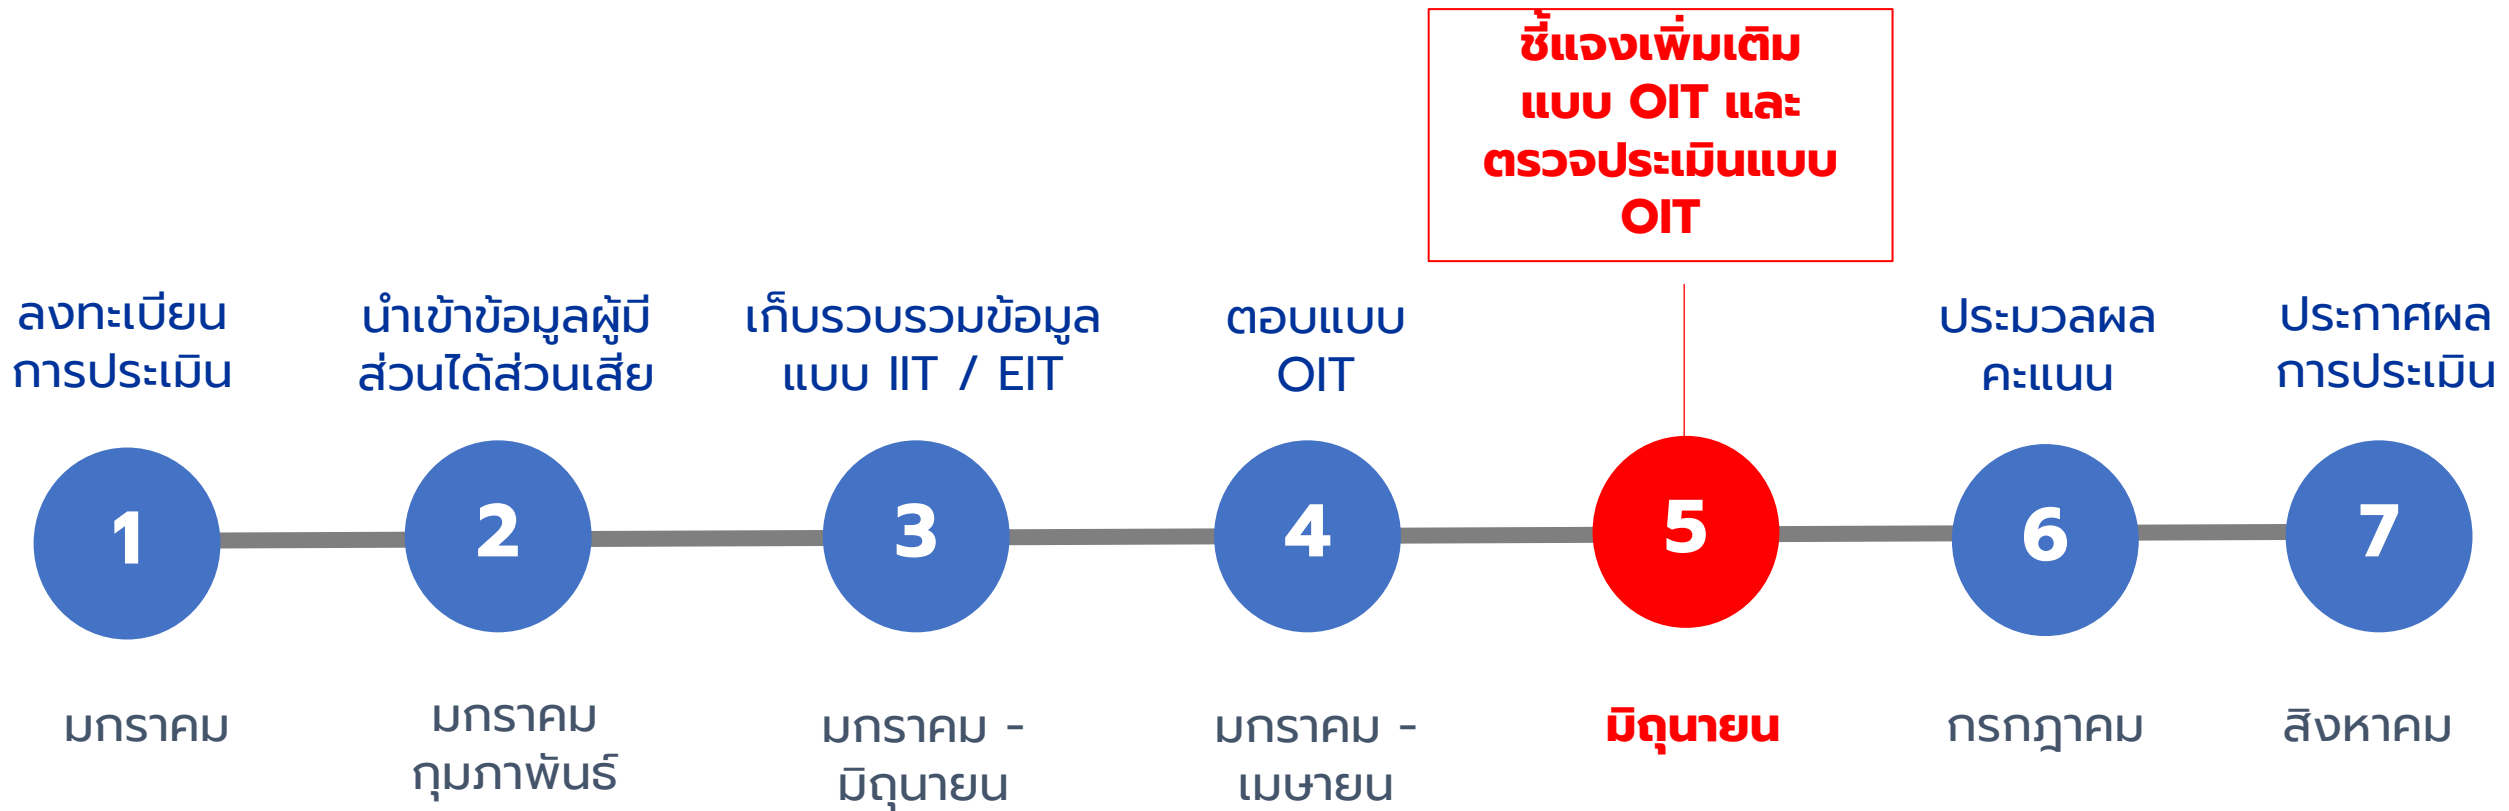 ชี้แจงเพิ่มเติม
แบบ OIT และ
ตรวจประเมินแบบ
OIT
ลงทะเบียน
การประเมิน
นำเข้าข้อมูลผู้มี
ส่วนได้ส่วนเสีย
เก็บรวบรวมข้อมูล
แบบ IIT / EIT
ตอบแบบ
OIT
ประมวลผล
คะแนน
ประกาศผล
การประเมิน
1
2
3
4
5
6
7
มกราคม
มกราคม
กุมภาพันธ์
มกราคม -
มิถุนายน
มกราคม -
เมษายน
มิถุนายน
กรกฎาคม
สิงหาคม